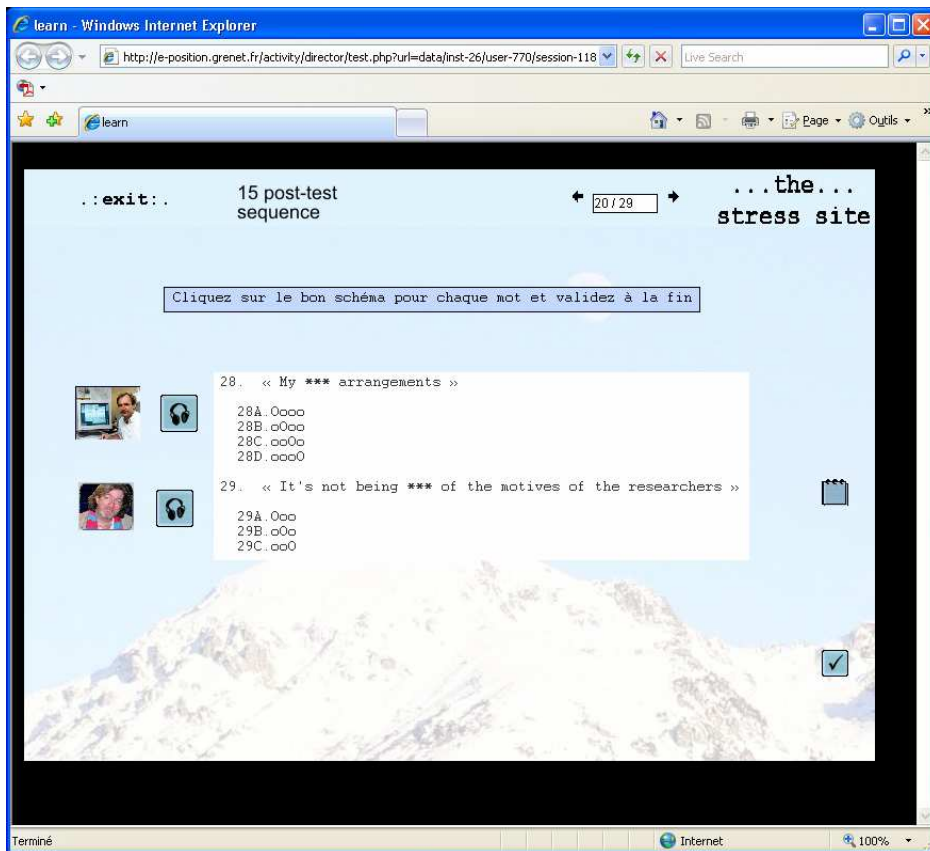 learn - Windows Internet Explorer
http://e-position.grenet.fr/activity/director/test.php?url=data/inst-26/user-770/session-118
Live Search
learn
Page
Outils
.:exit:.
15 post-test
sequence
20 / 29
...the...
stress site
Cliquez sur le bon schéma pour chaque mot et validez à la fin
28. « My *** arrangements »
28A.Oooo
28B.oOoo
28C.ooOo
28D.oooO
29. « It's not being *** of the motives of the researchers »
29A.Ooo
29B.oOo
29C.ooO
Terminé
Internet
100%